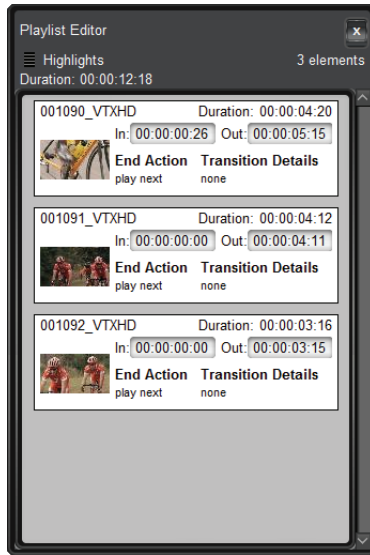 Playlist Editor
x
Highlights 3 elements
Duration: 00:00:12:18
001090_VTXHD Duration: 00:00:04:20
In: 00:00:00:26 Out: 00:00:05:15
End Action Transition Details
play next none
001091_VTXHD Duration: 00:00:04:12
In: 00:00:00:00 Out: 00:00:04:11
End Action Transition Details
play next none
001092_VTXHD Duration: 00:00:03:16
In: 00:00:00:00 Out: 00:00:03:15
End Action Transition Details
play next none